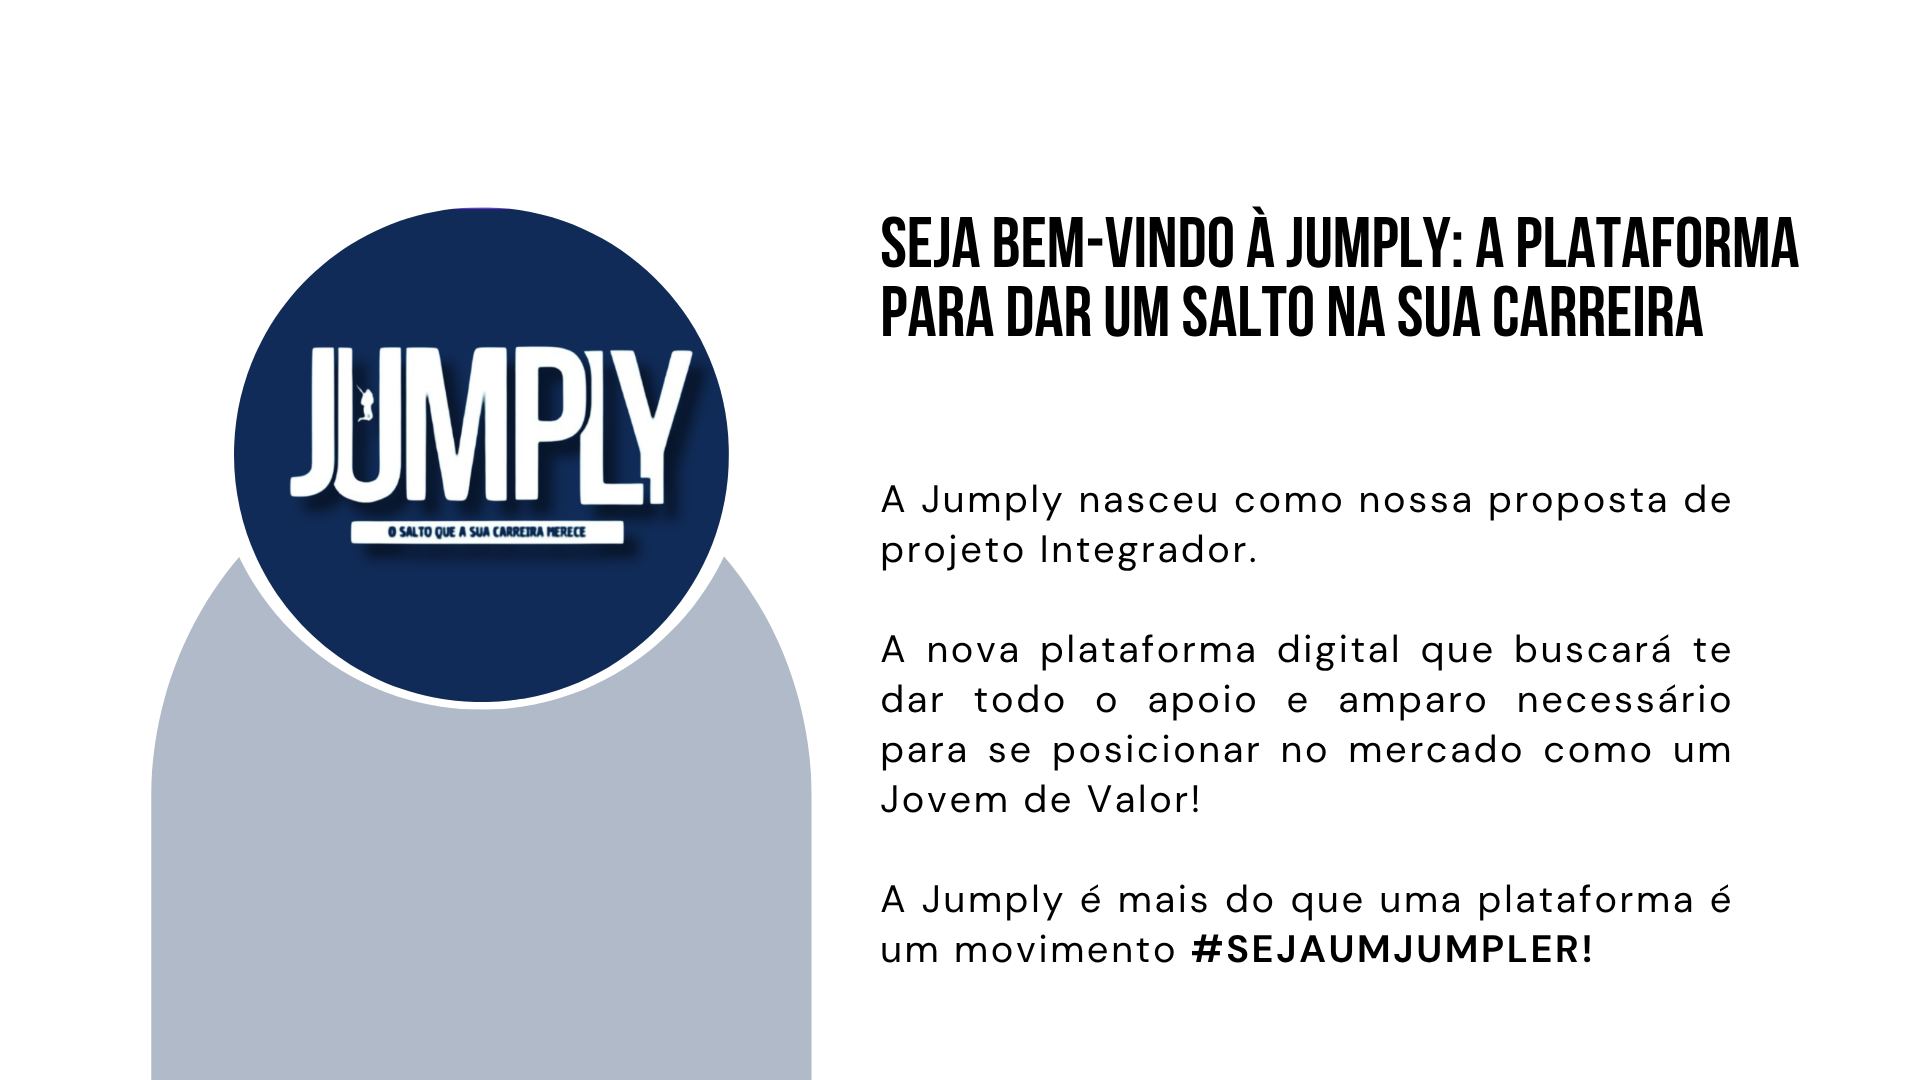 JUMPLY
O SALTO QUE A SUA CARREIRA MERECE
SEJA BEM-VINDO À JUMPLY: A PLATAFORMA
PARA DAR UM SALTO NA SUA CARREIRA
A Jumply nasceu como nossa proposta de
projeto Integrador.
A nova plataforma digital que buscará te
dar todo o apoio e amparo necessário
para se posicionar no mercado como um
Jovem de Valor!
A Jumply é mais do que uma plataforma é
um movimento #SEJAUMJUMPLER!